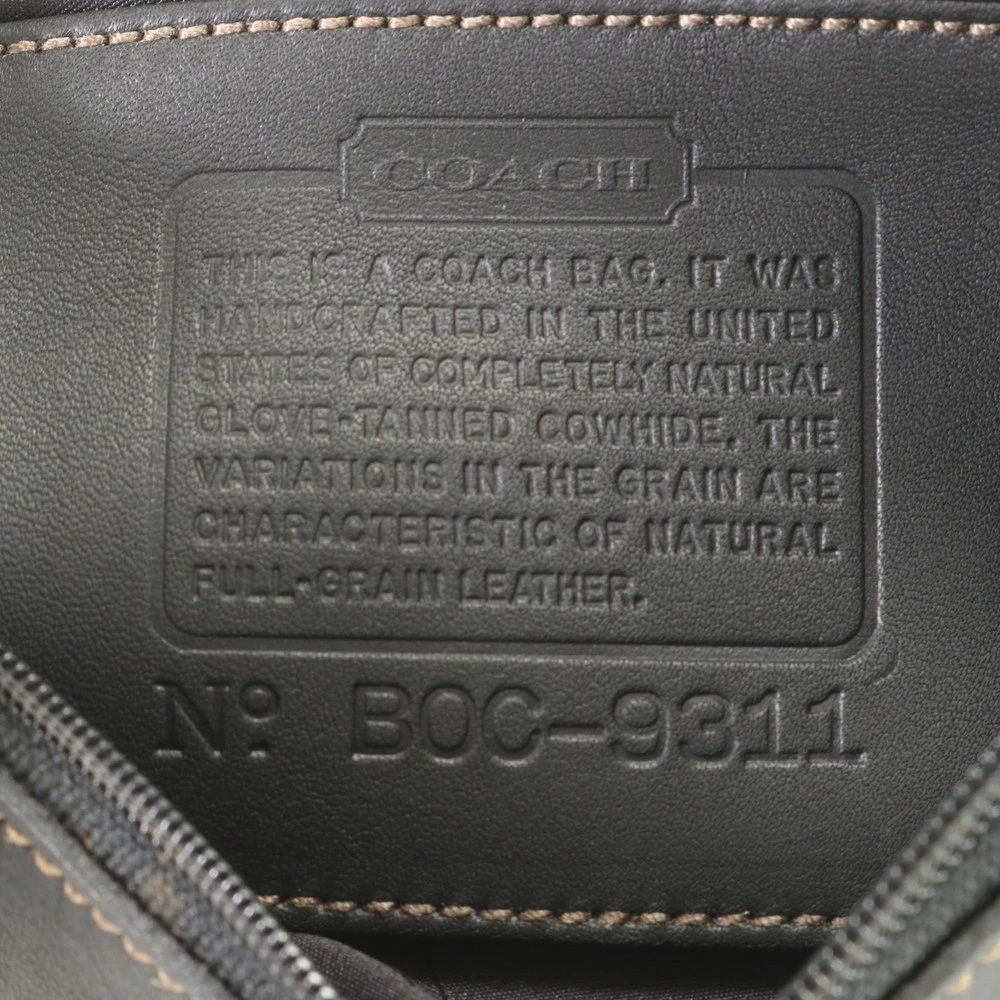 COACH
THIS IS A COACH BAG. IT WAS
HANDCRAFTED IN THE UNITED
STATES OF COMPLETELY NATURAL
GLOVE-TANNED COWHIDE. THE
VARIATIONS IN THE GRAIN ARE
CHARACTERISTIC OF NATURAL
FULL-GRAIN LEATHER.
Nº BOC-9311